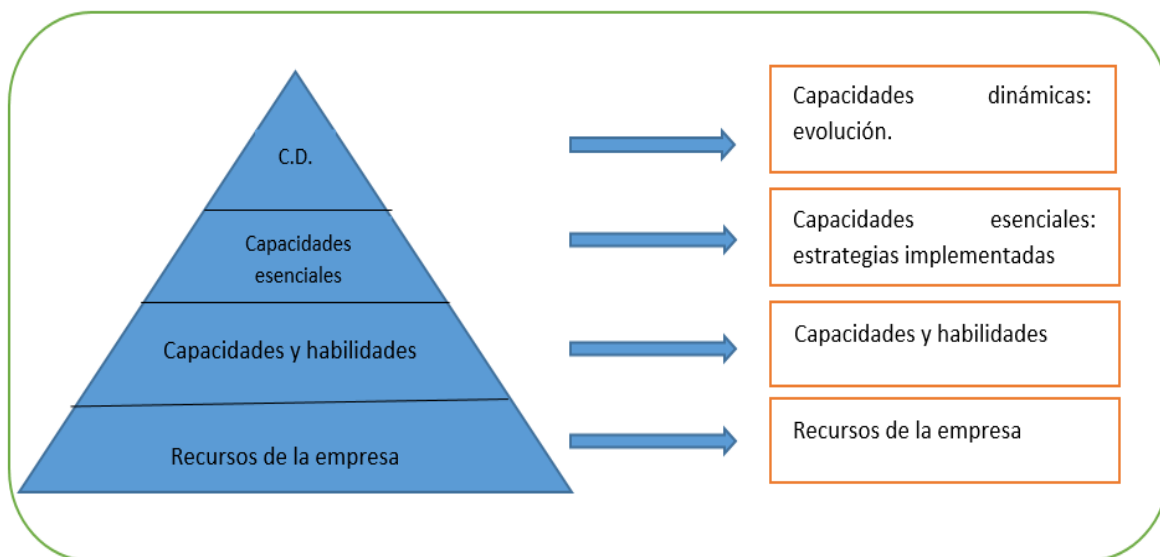 C.D.
Capacidades
esenciales
Capacidades y habilidades
Recursos de la empresa
Capacidades dinámicas:
evolución.
Capacidades esenciales:
estrategias implementadas
Capacidades y habilidades
Recursos de la empresa